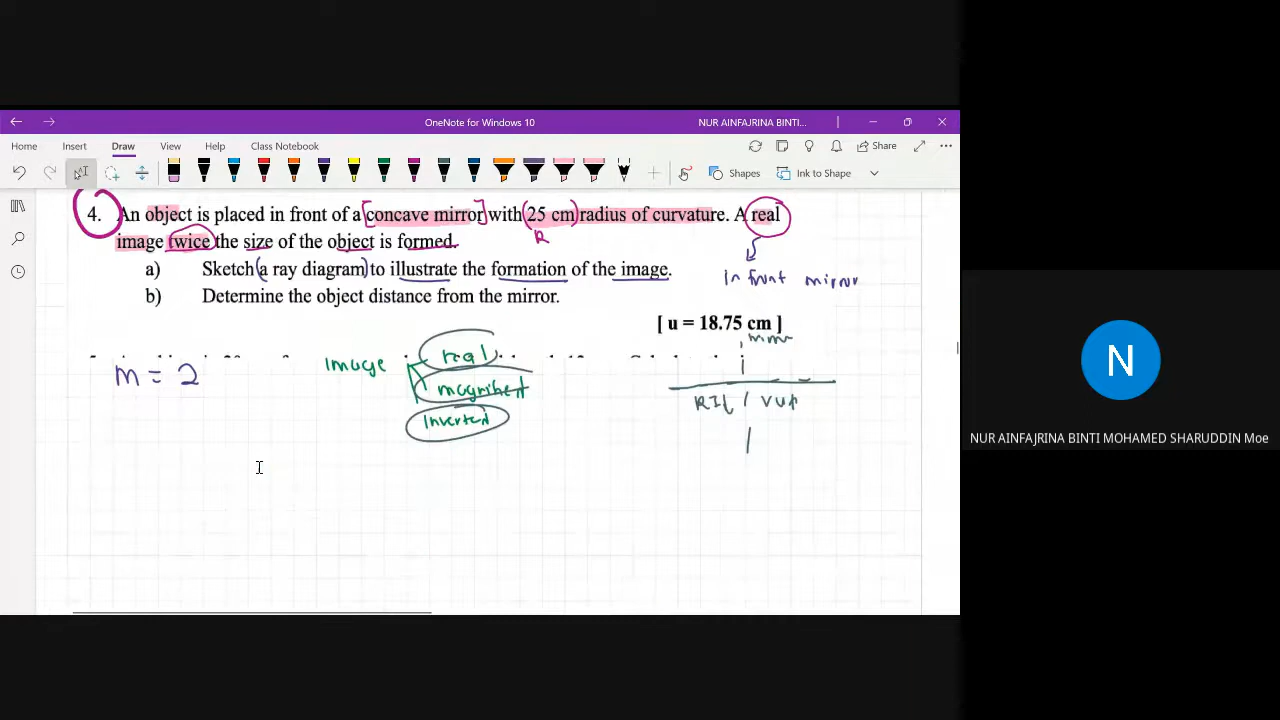 OneNote for Windows 10
NUR AINFAJRINA BINTI...
Home Insert Draw View Class Notebook
Share
Shapes
Ink to Shape
4. An object is placed in front of a concave mirror with 25 cm radius of curvature. A real
image twice the size of the object is formed.
R
a) Sketch a ray diagram to illustrate the formation of the image.
in front mirror
b) Determine the object distance from the mirror.
[ u = 18.75 cm ]
m = 2
image
real
magnified
inverted
N
NUR AINFAJRINA BINTI MOHAMED SHARUDDIN Moe